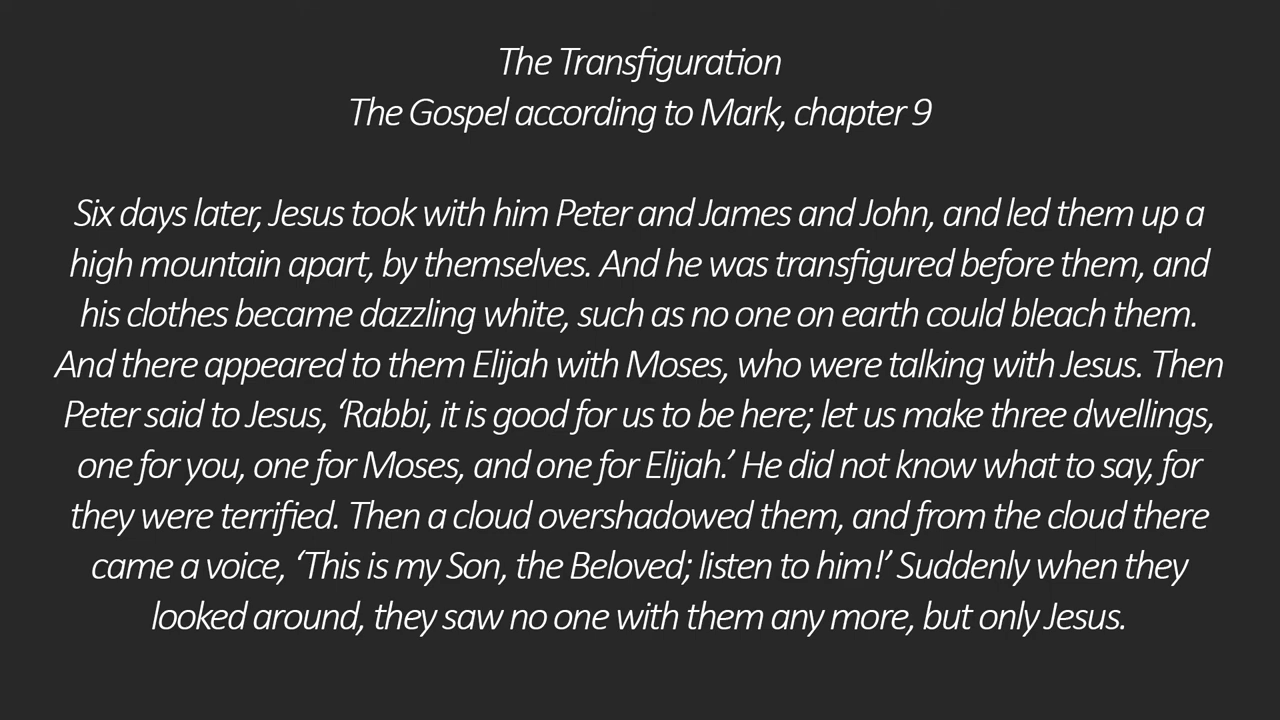 The Transfiguration
The Gospel according to Mark, chapter 9
Six days later, Jesus took with him Peter and James and John, and led them up a
high mountain apart, by themselves. And he was transfigured before them, and
his clothes became dazzling white, such as no one on earth could bleach them.
And there appeared to them Elijah with Moses, who were talking with Jesus. Then
Peter said to Jesus, ‘Rabbi, it is good for us to be here; let us make three dwellings,
one for you, one for Moses, and one for Elijah.’ He did not know what to say, for
they were terrified. Then a cloud overshadowed them, and from the cloud there
came a voice, ‘This is my Son, the Beloved; listen to him!’ Suddenly when they
looked around, they saw no one with them any more, but only Jesus.